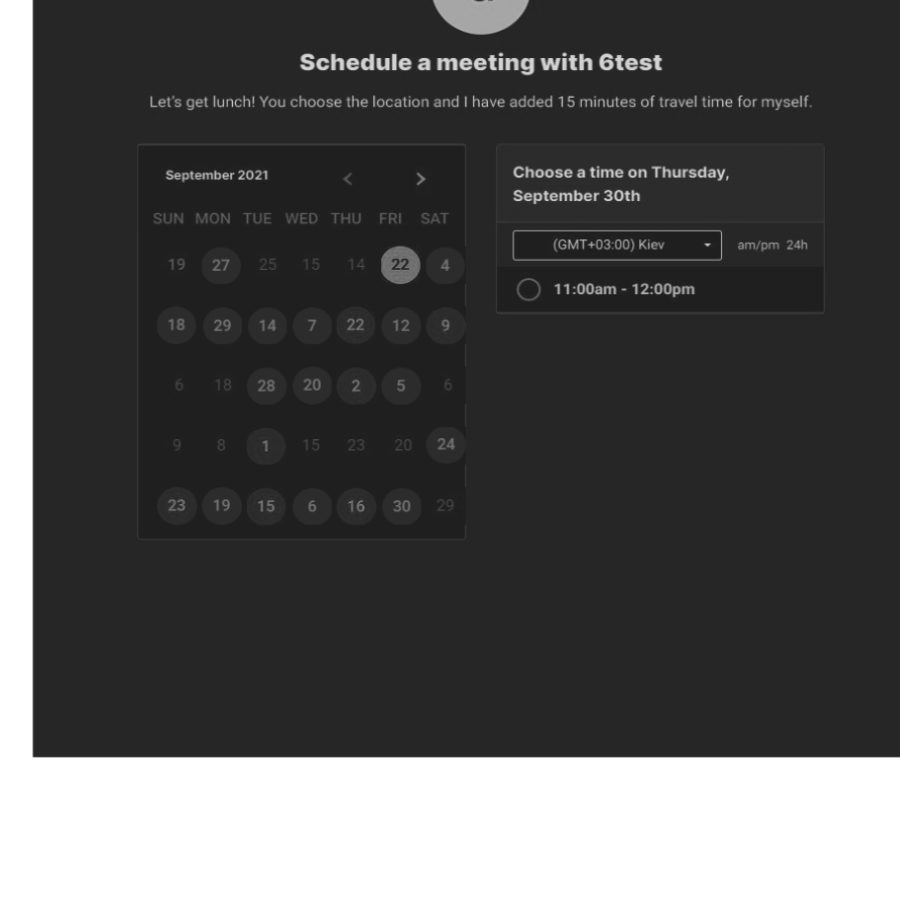 Schedule a meeting with 6test
Let's get lunch! You choose the location and I have added 15 minutes of travel time for myself.
September 2021
SUN MON TUE WED THU FRI SAT
19 27 25 15 14 22 4
18 29 14 7 22 12 9
6 18 28 20 2 5 6
9 8 1 15 23 20 24
23 19 15 6 16 30 29
Choose a time on Thursday,
September 30th
(GMT+03:00) Kiev am/pm 24h
11:00am - 12:00pm